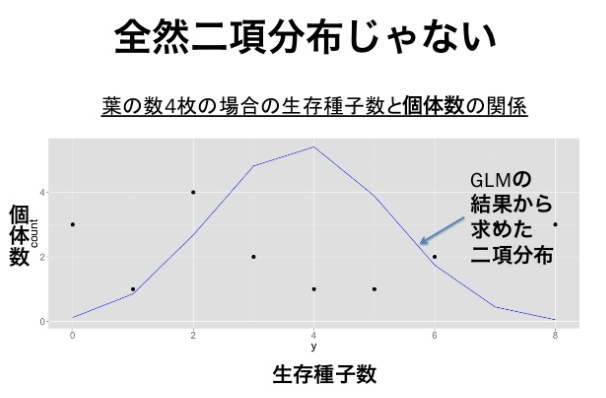 全然二項分布じゃない
葉の数4枚の場合の生存種子数と個体数の関係
個体数
count
4
2
0
GLMの
結果から
求めた
二項分布
0
2
4
6
8
y
生存種子数